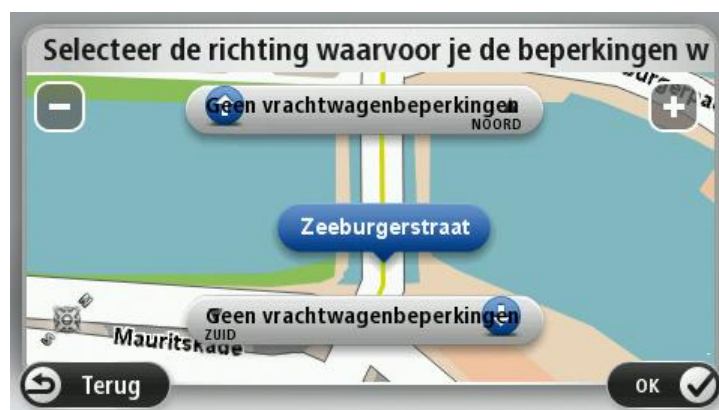 Selecteer de richting waarvoor je de beperkingen w
Geen vrachtwagenbeperkingen
NOORD
Zeeburgerstraat
Geen vrachtwagenbeperkingen
ZUID
Mauritskade
Terug
OK